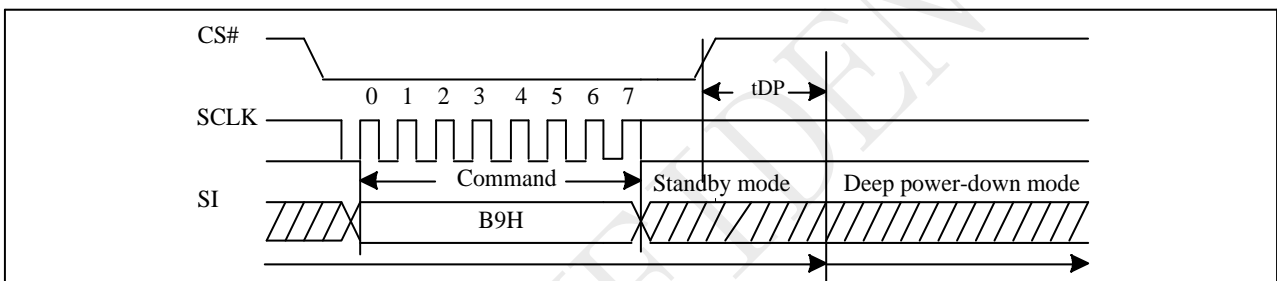 CS#
tDP
0 1 2 3 4 5 6 7
SCLK
Command
Standby mode
Deep power-down mode
SI
B9H